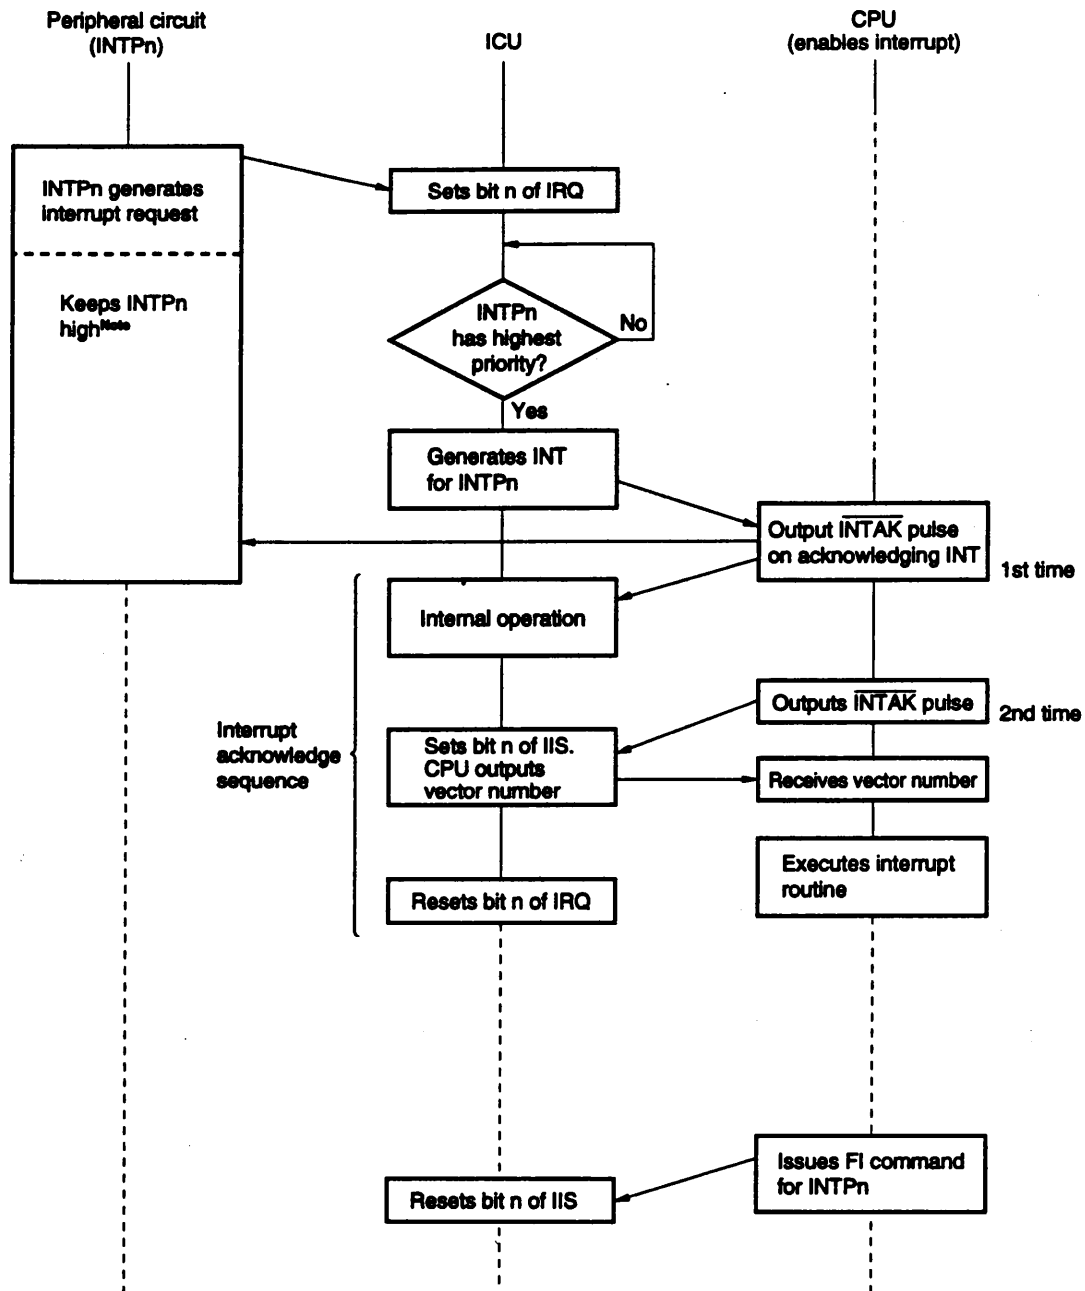 Peripheral circuit
(INTPn)
ICU
CPU
(enables interrupt)
INTPn generates
interrupt request
Sets bit n of IRQ
Keeps INTPn
highNote
INTPn
has highest
priority?
No
Yes
Generates INT
for INTPn
Output INTAK pulse
on acknowledging INT
1st time
Internal operation
Outputs INTAK pulse
2nd time
Interrupt
acknowledge
sequence
Sets bit n of IIS.
CPU outputs
vector number
Receives vector number
Executes interrupt
routine
Resets bit n of IRQ
Issues FI command
for INTPn
Resets bit n of IIS